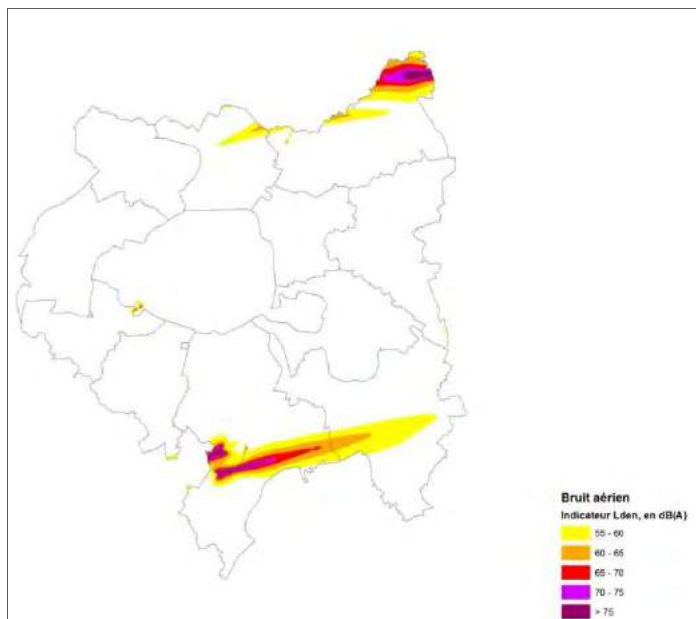 Bruit aérien
Indicateur Lden, en dB(A)
55 - 60
60 - 65
65 - 70
70 - 75
> 75